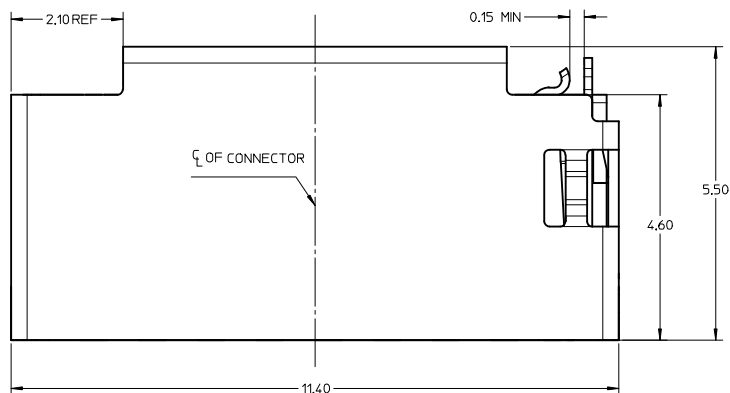 2.10 REF
0.15 MIN
℄ OF CONNECTOR
5.50
4.60
11.40